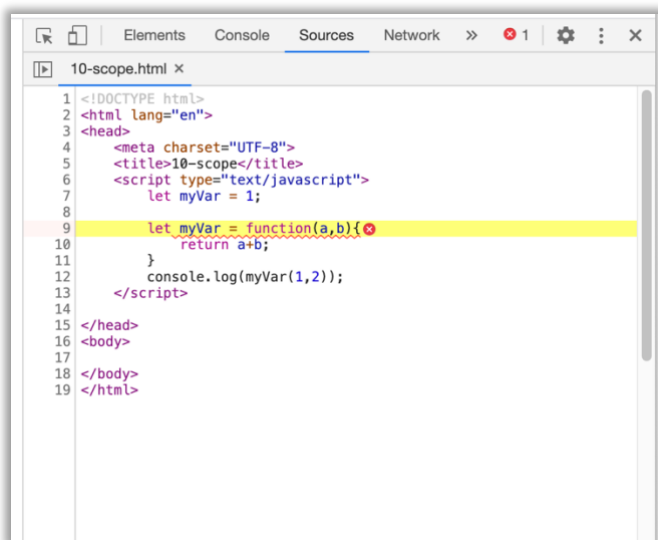 Elements Console Sources Network » 1
10-scope.html ×
1 <!DOCTYPE html>
2 <html lang="en">
3 <head>
4     <meta charset="UTF-8">
5     <title>10-scope</title>
6     <script type="text/javascript">
7         let myVar = 1;
8
9         let myVar = function(a,b){
10             return a+b;
11         }
12         console.log(myVar(1,2));
13     </script>
14
15 </head>
16 <body>
17
18 </body>
19 </html>